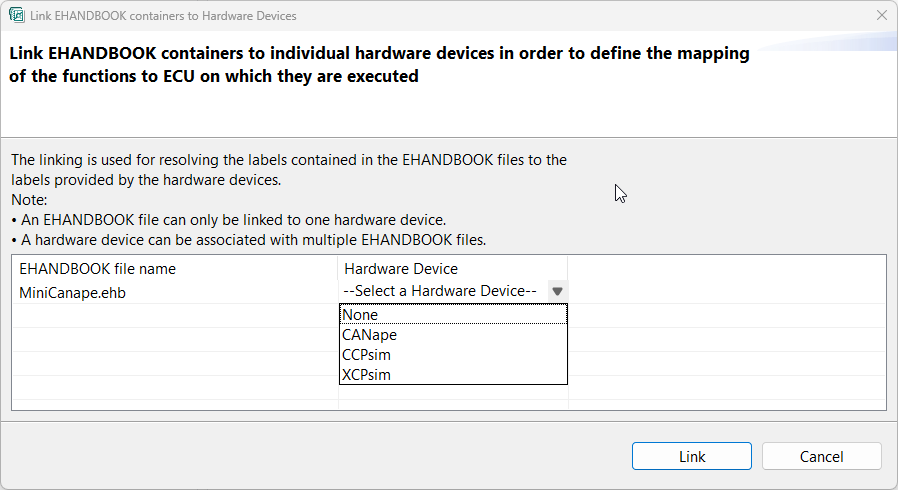 Link EHANDBOOK containers to Hardware Devices
Link EHANDBOOK containers to individual hardware devices in order to define the mapping
of the functions to ECU on which they are executed
The linking is used for resolving the labels contained in the EHANDBOOK files to the
labels provided by the hardware devices.
Note:
• An EHANDBOOK file can only be linked to one hardware device.
• A hardware device can be associated with multiple EHANDBOOK files.
EHANDBOOK file name
Hardware Device
MiniCanape.ehb
--Select a Hardware Device--
None
CANape
CCPsim
XCPsim
Link
Cancel